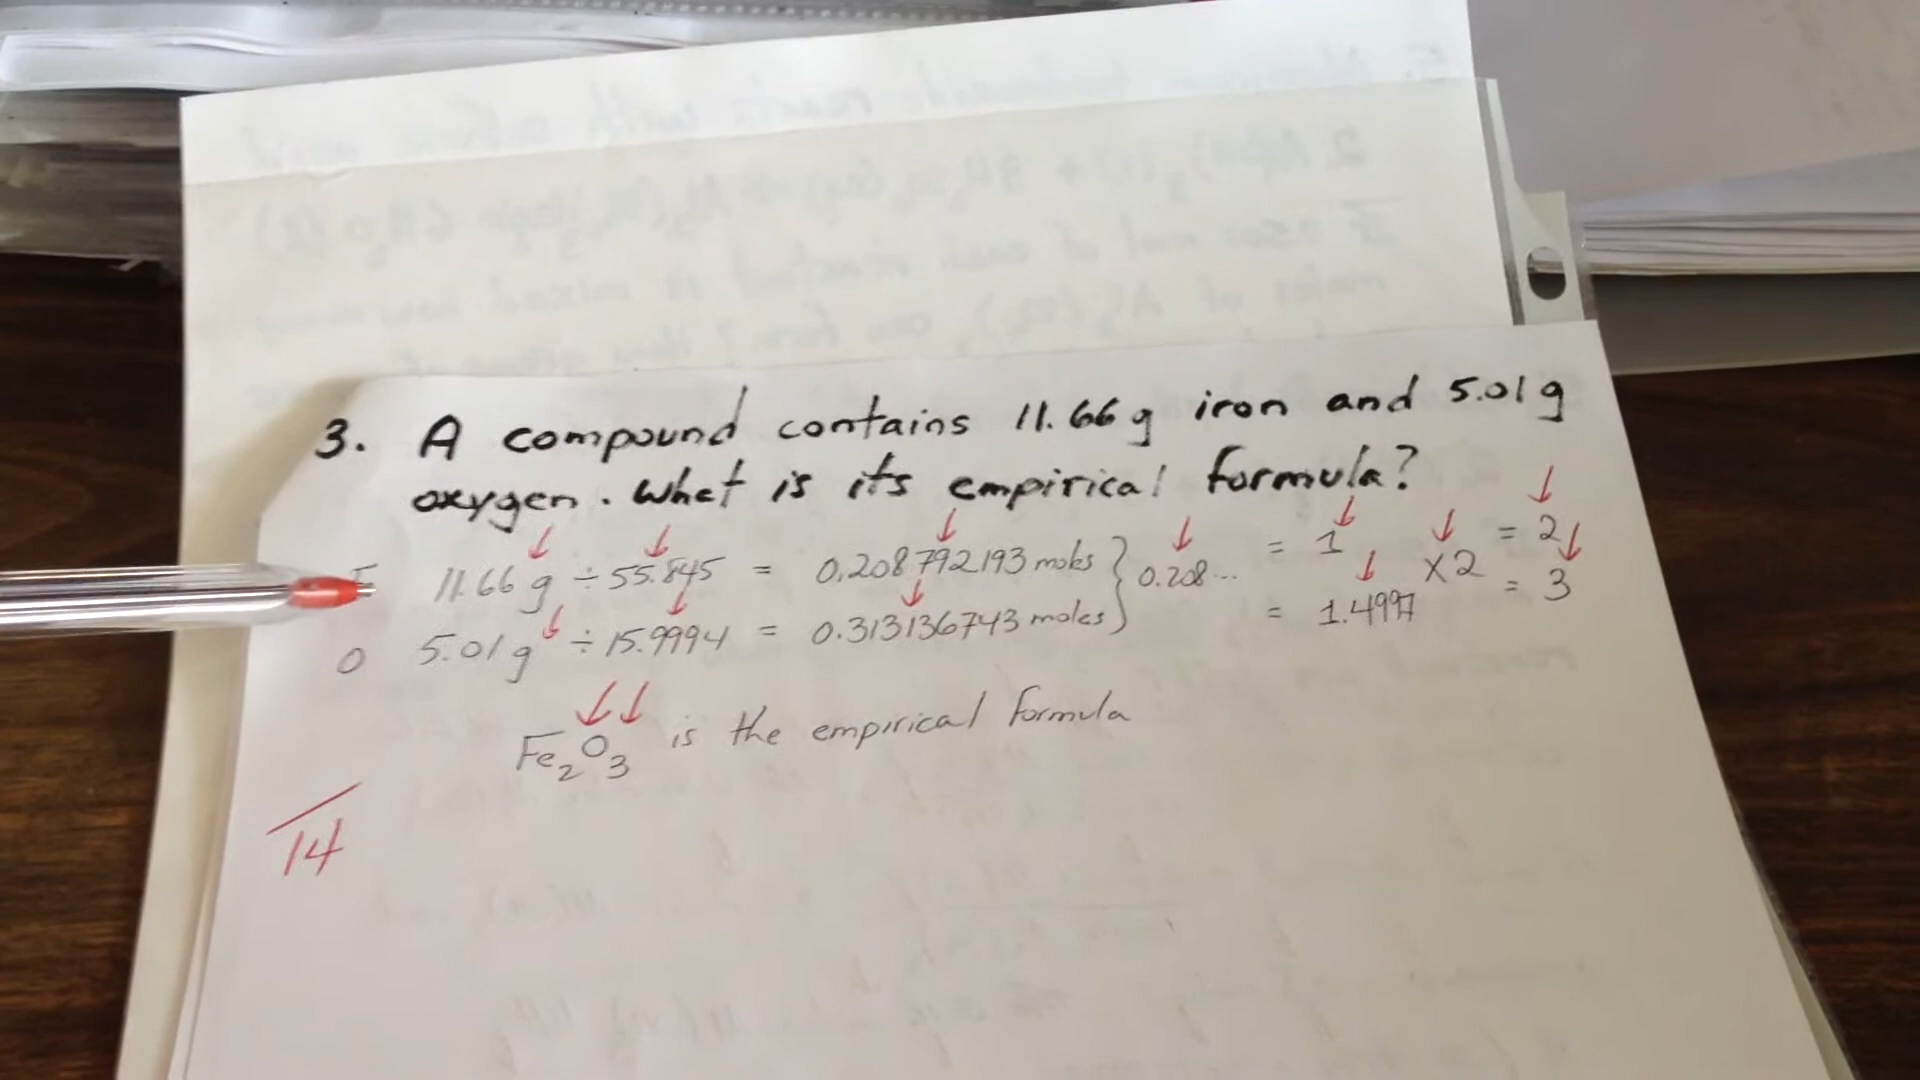 3. A compound contains 11.66 g iron and 5.01 g
oxygen. What is its empirical formula?
11.66 g ÷ 55.845 = 0.208792193 moles } 0.208... = 1 x2 = 2
O 5.01 g ÷ 15.9994 = 0.313136743 moles = 1.4997 = 3
Fe₂O₃ is the empirical formula
/14